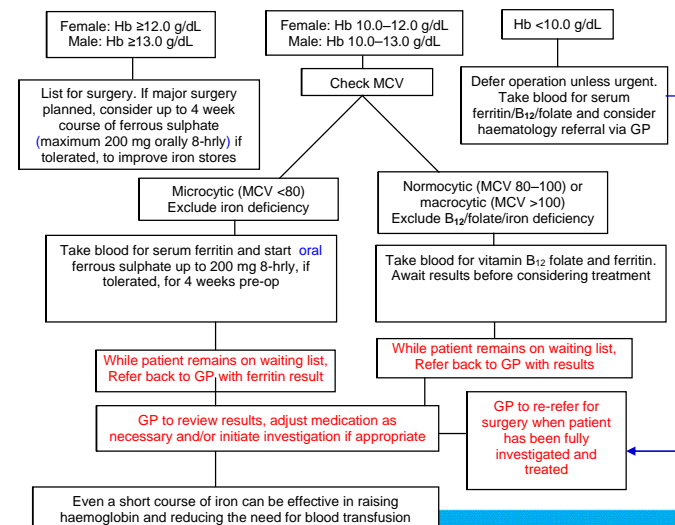 Female: Hb ≥12.0 g/dL
Male: Hb ≥13.0 g/dL
Female: Hb 10.0–12.0 g/dL
Male: Hb 10.0–13.0 g/dL
Hb <10.0 g/dL
Check MCV
List for surgery. If major surgery
planned, consider up to 4 week
course of ferrous sulphate
(maximum 200 mg orally 8-hrly) if
tolerated, to improve iron stores
Defer operation unless urgent.
Take blood for serum
ferritin/B₁₂/folate and consider
haematology referral via GP
Microcytic (MCV <80)
Exclude iron deficiency
Normocytic (MCV 80–100) or
macrocytic (MCV >100)
Exclude B₁₂/folate/iron deficiency
Take blood for serum ferritin and start oral
ferrous sulphate up to 200 mg 8-hrly, if
tolerated, for 4 weeks pre-op
Take blood for vitamin B₁₂ folate and ferritin.
Await results before considering treatment
While patient remains on waiting list,
Refer back to GP with ferritin result
While patient remains on waiting list,
Refer back to GP with results
GP to review results, adjust medication as
necessary and/or initiate investigation if appropriate
GP to re-refer for
surgery when patient
has been fully
investigated and
treated
Even a short course of iron can be effective in raising
haemoglobin and reducing the need for blood transfusion